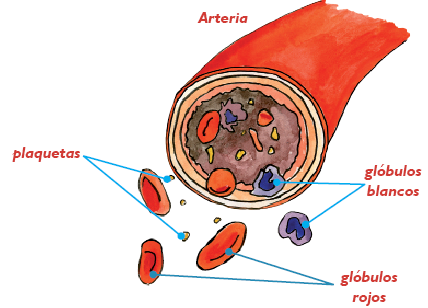 Arteria
plaquetas
glóbulos
blancos
glóbulos
rojos